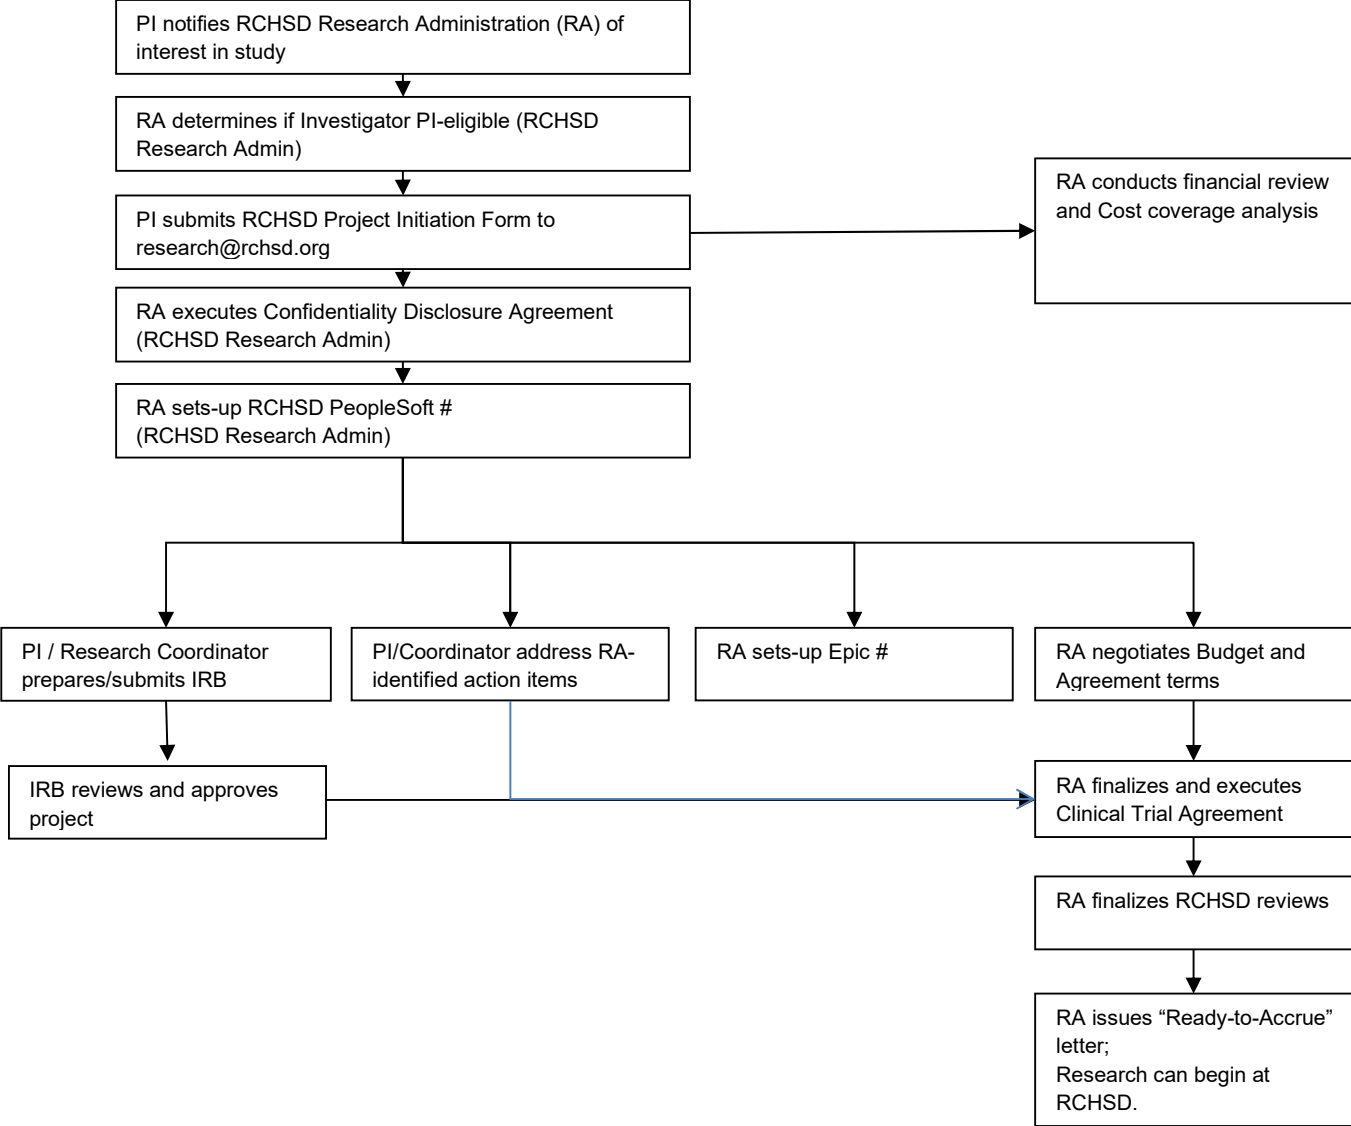 PI notifies RCHSD Research Administration (RA) of
interest in study
RA determines if Investigator PI-eligible (RCHSD
Research Admin)
RA conducts financial review
and Cost coverage analysis
PI submits RCHSD Project Initiation Form to
research@rchsd.org
RA executes Confidentiality Disclosure Agreement
(RCHSD Research Admin)
RA sets-up RCHSD PeopleSoft #
(RCHSD Research Admin)
PI / Research Coordinator
prepares/submits IRB
PI/Coordinator address RA-
identified action items
RA sets-up Epic #
RA negotiates Budget and
Agreement terms
IRB reviews and approves
project
RA finalizes and executes
Clinical Trial Agreement
RA finalizes RCHSD reviews
RA issues “Ready-to-Accrue”
letter;
Research can begin at
RCHSD.